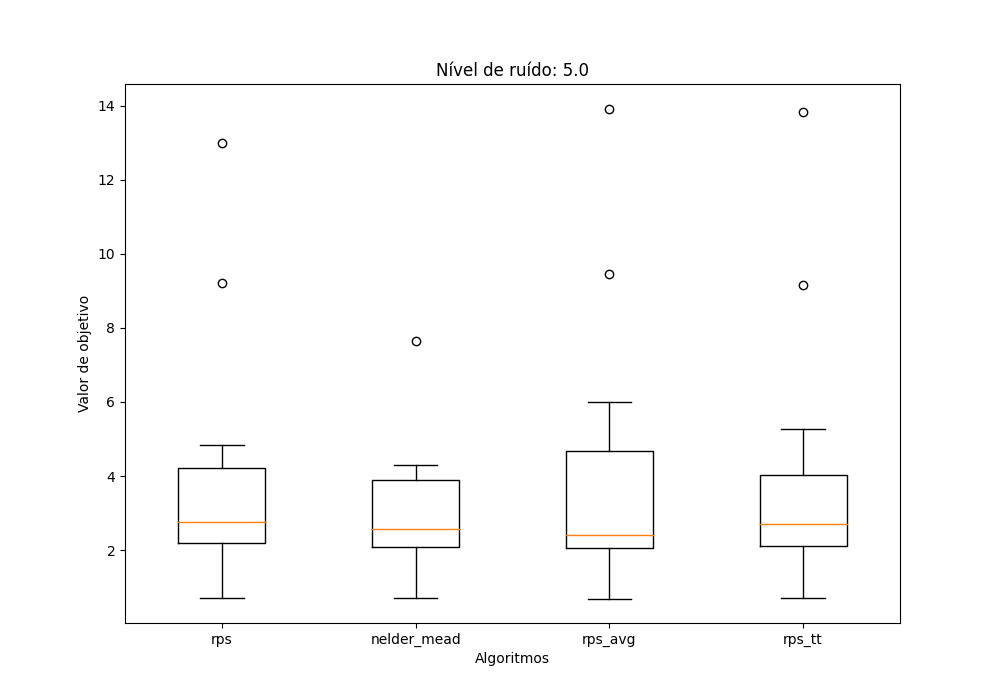 Nível de ruído: 5.0
14
12
10
8
6
4
2
Valor de objetivo
rps nelder_mead rps_avg rps_tt
Algoritmos